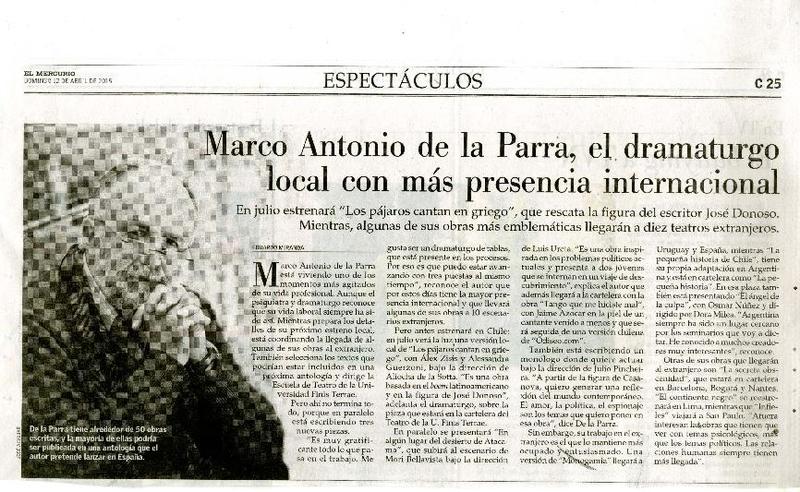 EL MERCURIO
DOMINGO 12 DE ABRIL DE 2015
ESPECTÁCULOS
C 25
Marco Antonio de la Parra, el dramaturgo
local con más presencia internacional
En julio estrenará "Los pájaros cantan en griego", que rescata la figura del escritor José Donoso.
Mientras, algunas de sus obras más emblemáticas llegarán a diez teatros extranjeros.
EDUARDO MIRANDA
Marco Antonio de la Parra
está viviendo uno de los
momentos más agitados
de su vida profesional. Aunque el
psiquiatra y dramaturgo reconoce
que su vida laboral siempre ha si-
do así. Mientras prepara los deta-
lles de su próximo estreno local,
está coordinando la llegada de al-
gunas de sus obras al extranjero.
También selecciona los textos que
podrían estar incluidos en una
próxima antología y dirige la
Escuela de Teatro de la Uni-
versidad Finis Terrae.
Pero ahí no termina to-
do, porque en paralelo
está escribiendo tres
nuevas piezas.
"Es muy gratifi-
cante todo lo que pa-
sa en el trabajo. Me
gusta ser un dramaturgo de tablas,
que está presente en los procesos.
Por eso es que puedo estar avan-
zando con tres puestas al mismo
tiempo", reconoce el autor que
por estos días tiene la mayor pre-
sencia internacional y que llevará
algunas de sus obras a 10 esce-
narios extranjeros.
Pero antes estrenará en Chile:
en julio verá la luz una versión lo-
cal de "Los pájaros cantan en grie-
go", con Álex Zisis y Alessandra
Guerzoni, bajo la dirección de
Aliocha de la Sotta. "Es una obra
basada en el boom latinoamericano
y en la figura de José Donoso",
adelanta el dramaturgo, sobre la
pieza que estará en la cartelera del
Teatro de la U. Finis Terrae.
En paralelo se presentará "En
algún lugar del desierto de Ataca-
ma", que subirá al escenario de
Mori Bellavista bajo la dirección
de Luis Ureta. "Es una obra inspi-
rada en los problemas políticos ac-
tuales y presenta a dos jóvenes
que se internan en un viaje de des-
cubrimiento", explica el autor que
además llegará a la cartelera con la
obra "Tango que me hiciste mal",
con Jaime Azócar en la piel de un
cantante venido a menos y que se-
rá seguida de una versión chilena
de "Odiseo.com".
También está escribiendo un
monólogo donde quiere actuar
bajo la dirección de Julio Pinchei-
ra. "A partir de la figura de Casa-
nova, quiero generar una reflexi-
ón del mundo contemporáneo.
El amor, la política, el espionaje
son los temas que quiero poner en
esa obra", dice De la Parra.
Sin embargo, su trabajo en el ex-
tranjero es el que lo mantiene más
ocupado y entusiasmado. Una
versión de "Monogamia" llegará a
Uruguay y España, mientras "La
pequeña historia de Chile", tiene
su propia adaptación en Argenti-
na y está en cartelera como "La pe-
queña historia". En esa plaza tam-
bién está presentando "El ángel de
la culpa", con Osmar Núñez y di-
rigido por Dora Milea. "Argentina
siempre ha sido un lugar cercano
por los seminarios que voy a dic-
tar. He conocido a muchos creado-
res muy interesantes", reconoce.
Otras de sus obras que llegarán
al extranjero son "La secreta obs-
cenidad", que estará en cartelera
en Barcelona, Bogotá y Nantes.
"El continente negro" se montará
en Lima, mientras que "Infie-
les" viajará a San Paulo. "Afuera
interesan las obras que tienen que
ver con temas psicológicos, más
que los temas políticos. Las rela-
ciones humanas siempre tienen
más llegada".
De la Parra tiene alrededor de 50 obras
escritas, y la mayoría de ellas podría
ser publicada en una antología que el
autor pretende lanzar en España.